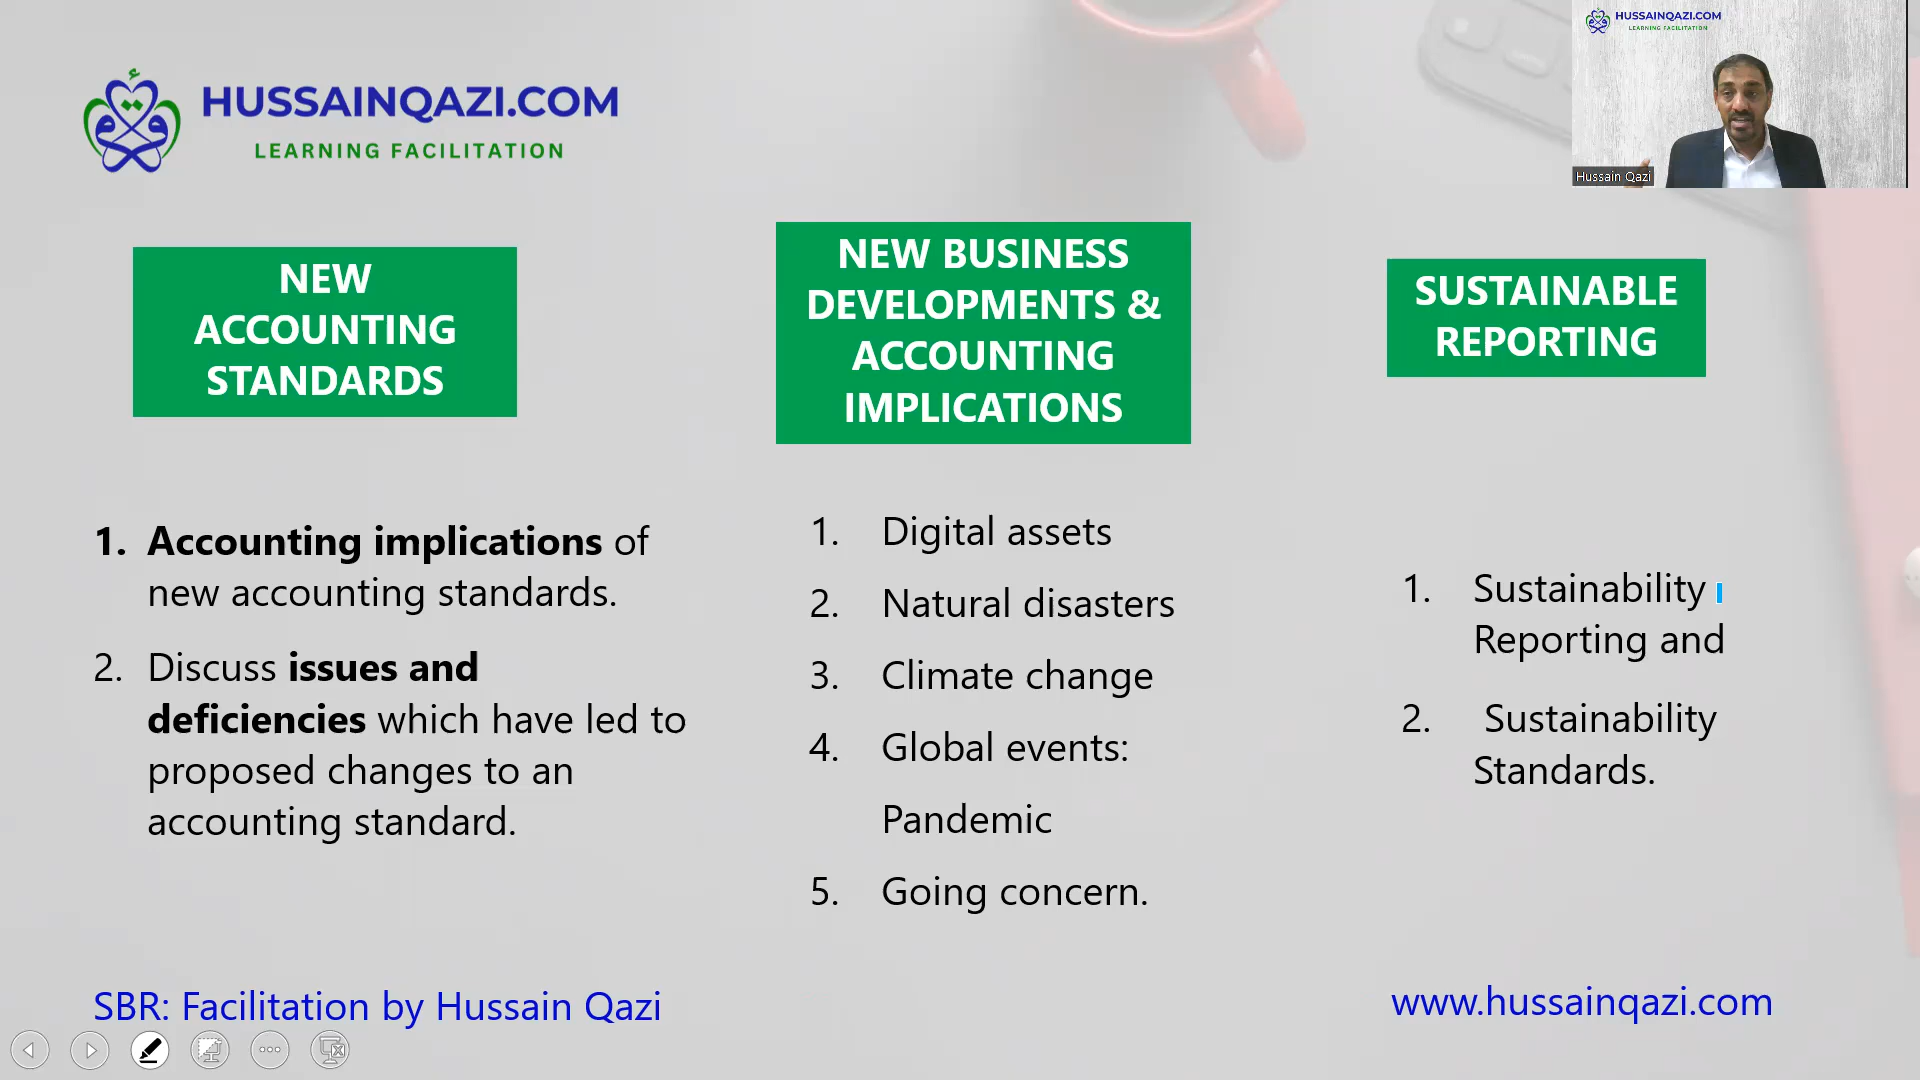 HUSSAINQAZI.COM
LEARNING FACILITATION
HUSSAINQAZI.COM
LEARNING FACILITATION
Hussain Qazi
NEW
ACCOUNTING
STANDARDS
1. Accounting implications of
new accounting standards.
2. Discuss issues and
deficiencies which have led to
proposed changes to an
accounting standard.
NEW BUSINESS
DEVELOPMENTS &
ACCOUNTING
IMPLICATIONS
1. Digital assets
2. Natural disasters
3. Climate change
4. Global events:
Pandemic
5. Going concern.
SUSTAINABLE
REPORTING
1. Sustainability
Reporting and
2. Sustainability
Standards.
SBR: Facilitation by Hussain Qazi
www.hussainqazi.com